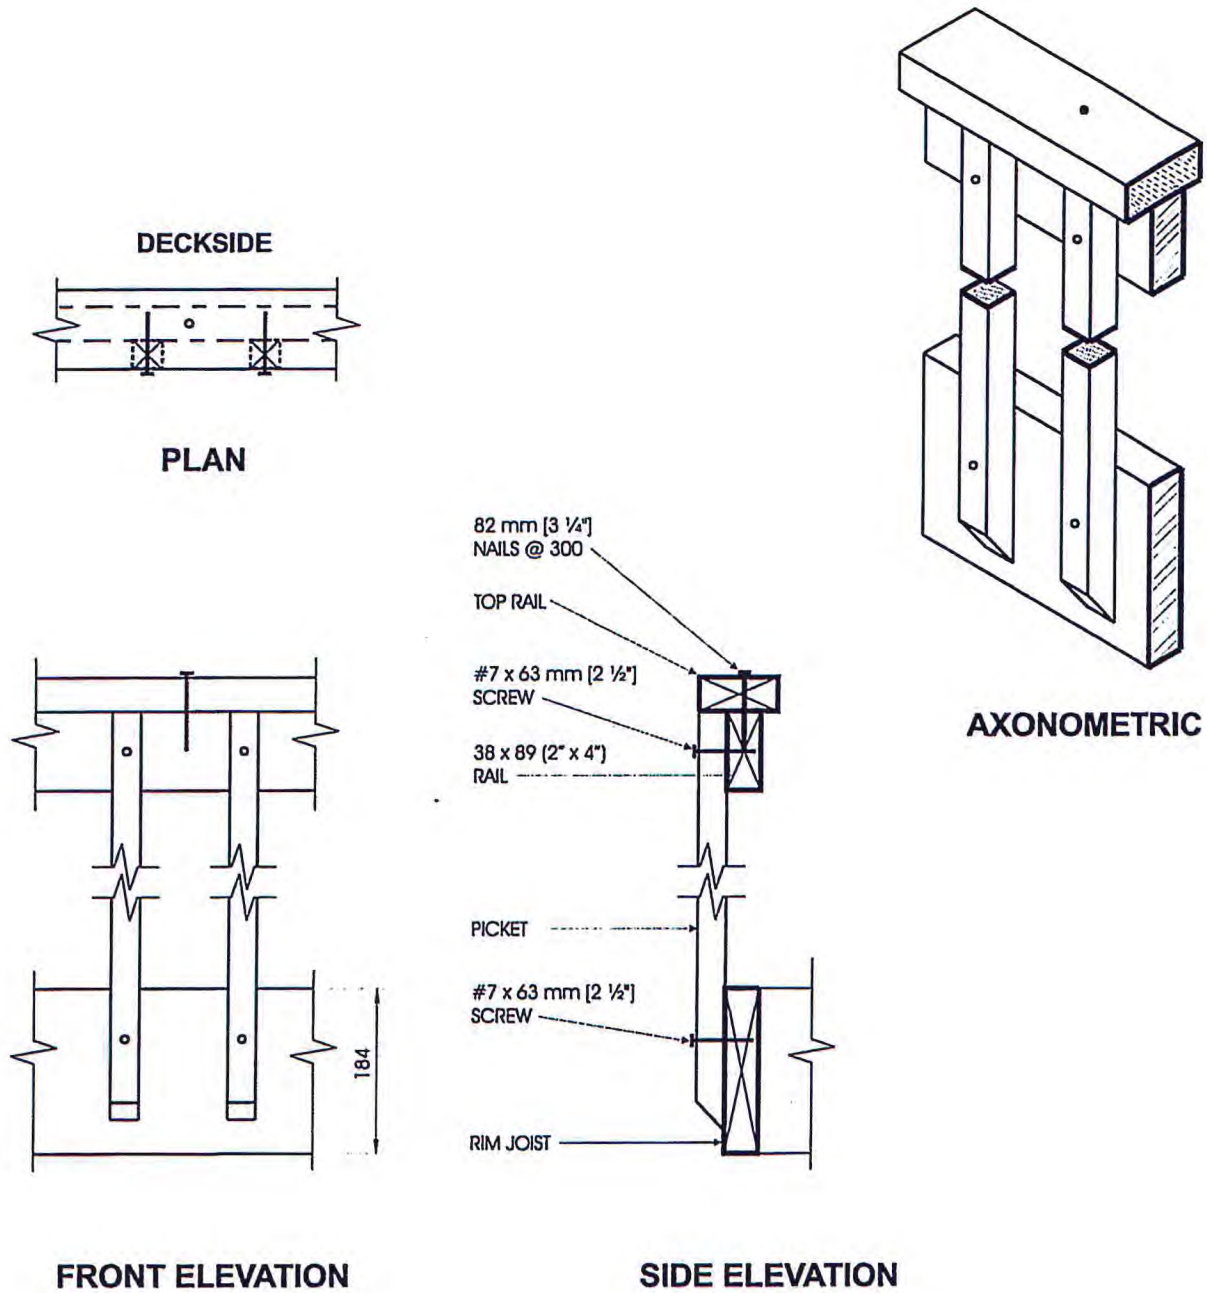 DECKSIDE
PLAN
82 mm [3 ¼"]
NAILS @ 300
TOP RAIL
#7 x 63 mm [2 ½"]
SCREW
38 x 89 (2" x 4")
RAIL
AXONOMETRIC
PICKET
#7 x 63 mm [2 ½"]
SCREW
184
RIM JOIST
FRONT ELEVATION
SIDE ELEVATION